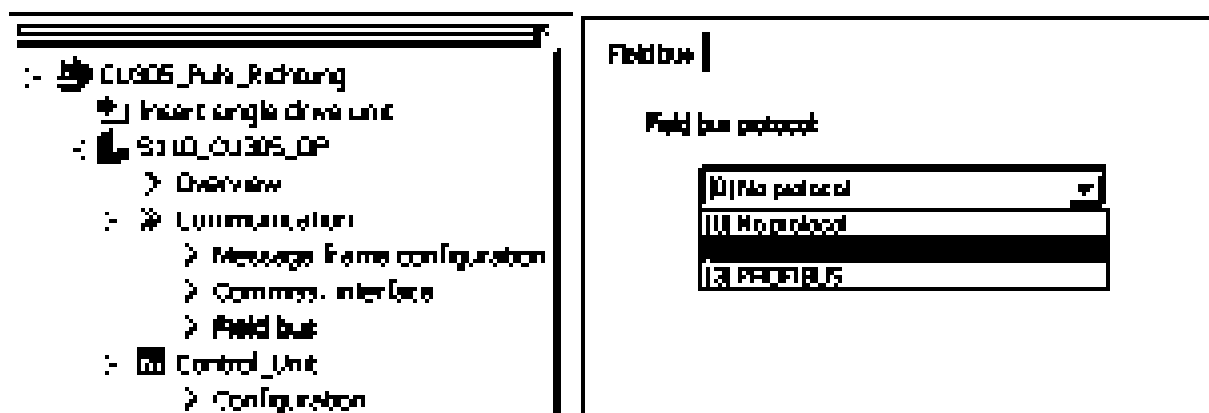 CU305_Puls_Richtung
Insert single drive unit
S110_CU305_DP
Overview
Communication
Message frame configuration
Commiss. interface
Field bus
Control_Unit
Configuration
Field bus
Field bus protocol
[0] No protocol
[0] No protocol
PROFIBUS